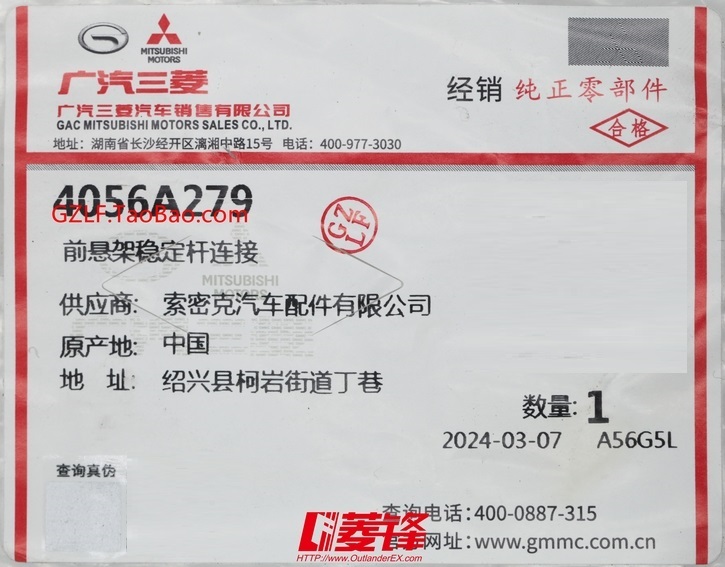 MITSUBISHI
MOTORS
广汽三菱
广汽三菱汽车销售有限公司
GAC MITSUBISHI MOTORS SALES CO., LTD.
地址：湖南省长沙经开区漓湘中路15号 电话：400-977-3030
经销 纯正零部件
合格
4056A279
GZLF.TaoBao.com
GZ
LF
前悬架稳定杆连接
MITSUBISHI
MOTORS
供应商：索密克汽车配件有限公司
原产地：中国
地 址：绍兴县柯岩街道丁巷
数量：1
2024-03-07 A56G5L
查询真伪
查询电话：400-0887-315
网址：www.gmmc.com.cn
菱锋
HTTP://www.OutlanderEX.com